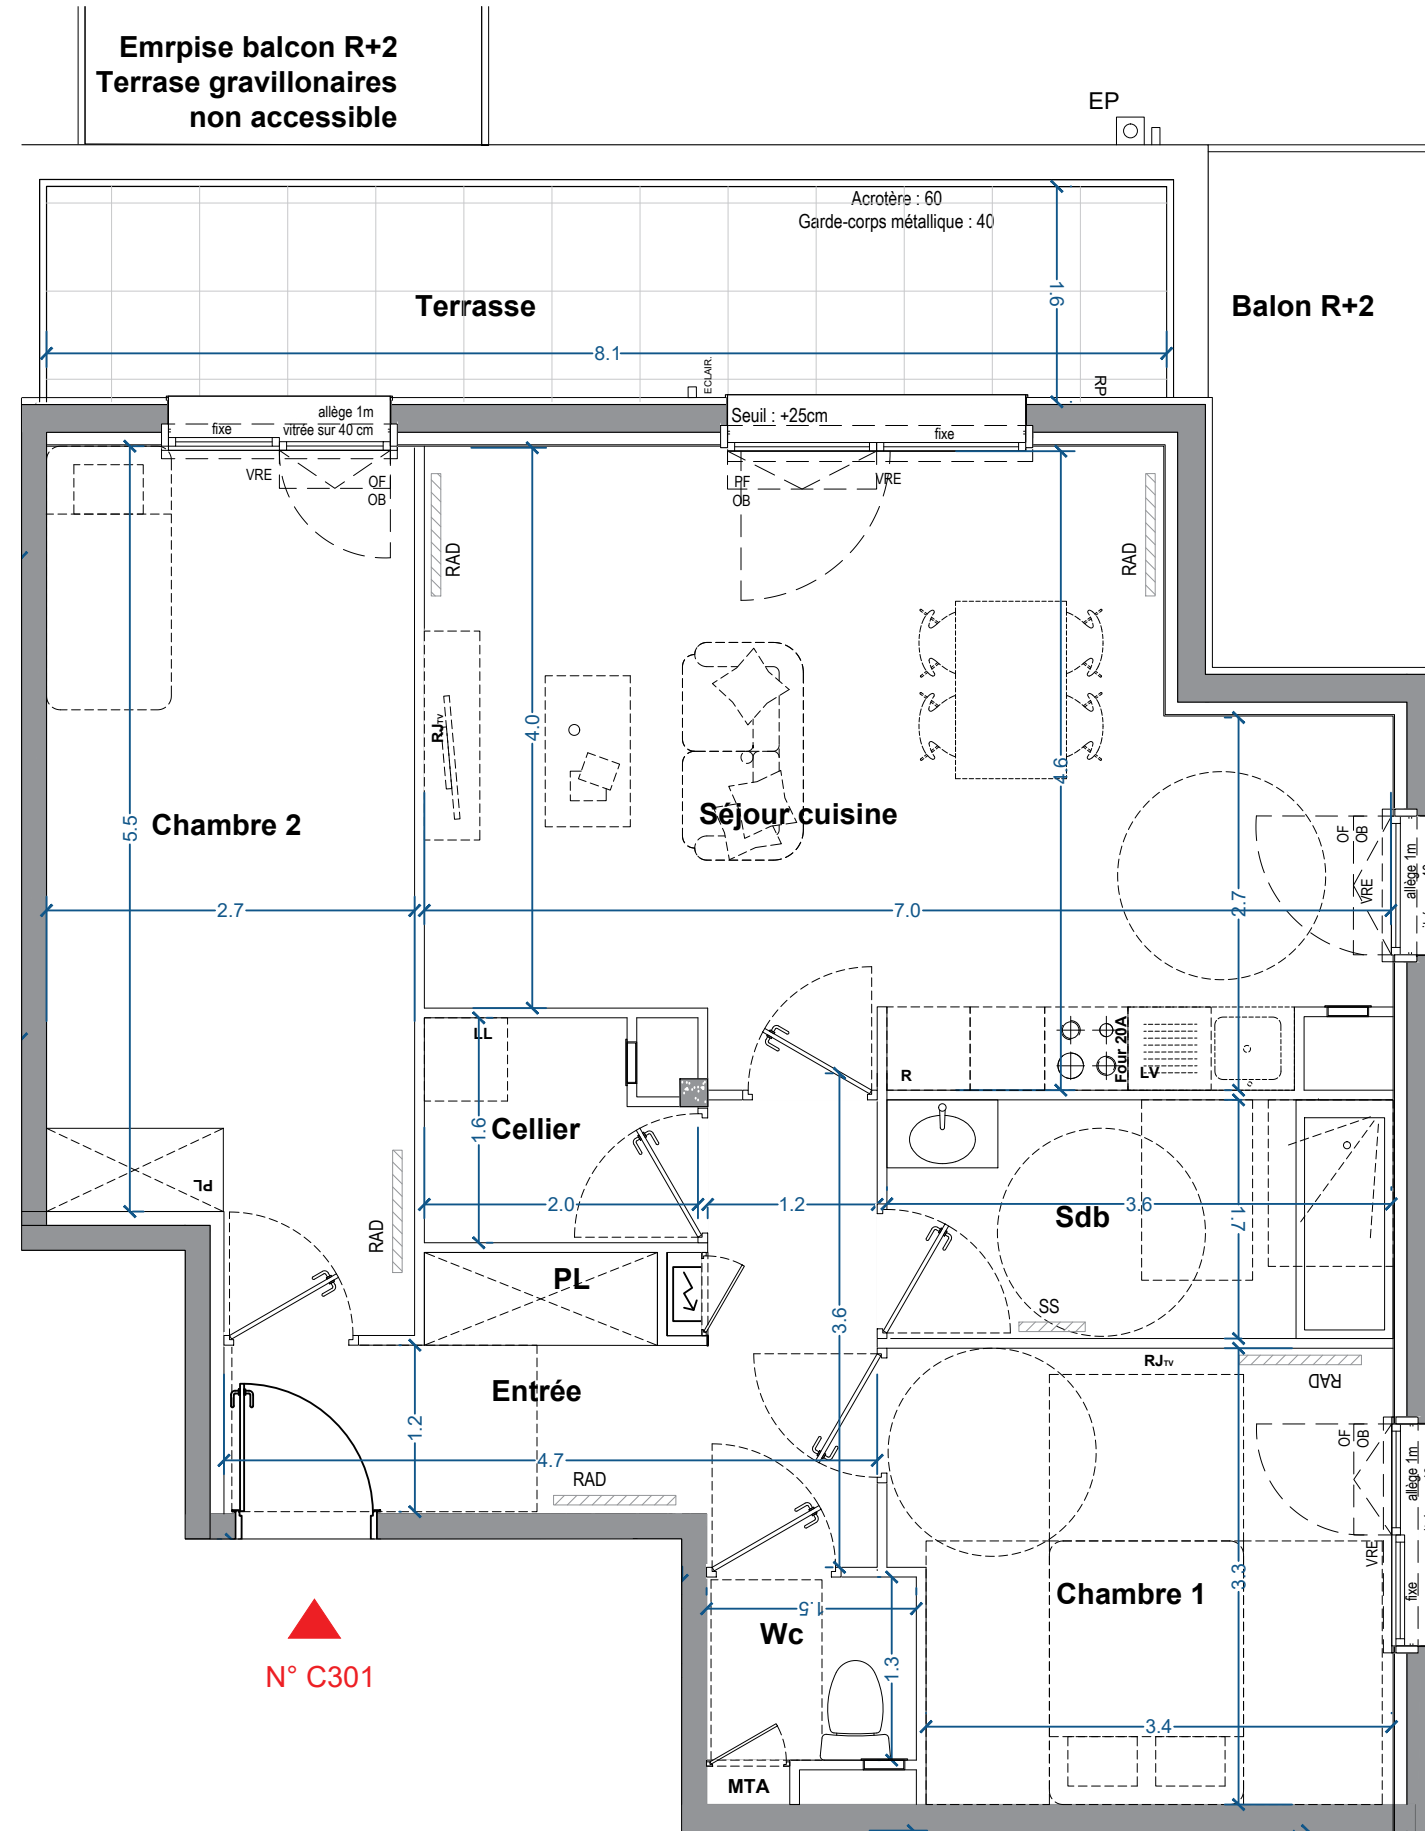 Emrpise balcon R+2
Terrase gravillonaires
non accessible
EP
Acrotère : 60
Garde-corps métallique : 40
1.6
Terrasse
Balon R+2
8.1
ECLAIR.
RP
allège 1m
fixe
vitrée sur 40 cm
Seuil : +25cm
fixe
VRE
OF
OB
PF
OB
VRE
RAD
RAD
RJTV
4.0
4.6
5.5
Chambre 2
Séjour cuisine
OF
OB
VRE
allège 1m
2.7
7.0
2.7
LL
R
Four 20A
LV
Cellier
1.6
PL
2.0
1.2
3.6
Sdb
1.7
RAD
PL
SS
3.6
RJTV
RAD
Entrée
1.2
4.7
RAD
OF
OB
allège 1m
VRE
fixe
Chambre 1
3.3
1.5
Wc
1.3
N° C301
3.4
MTA